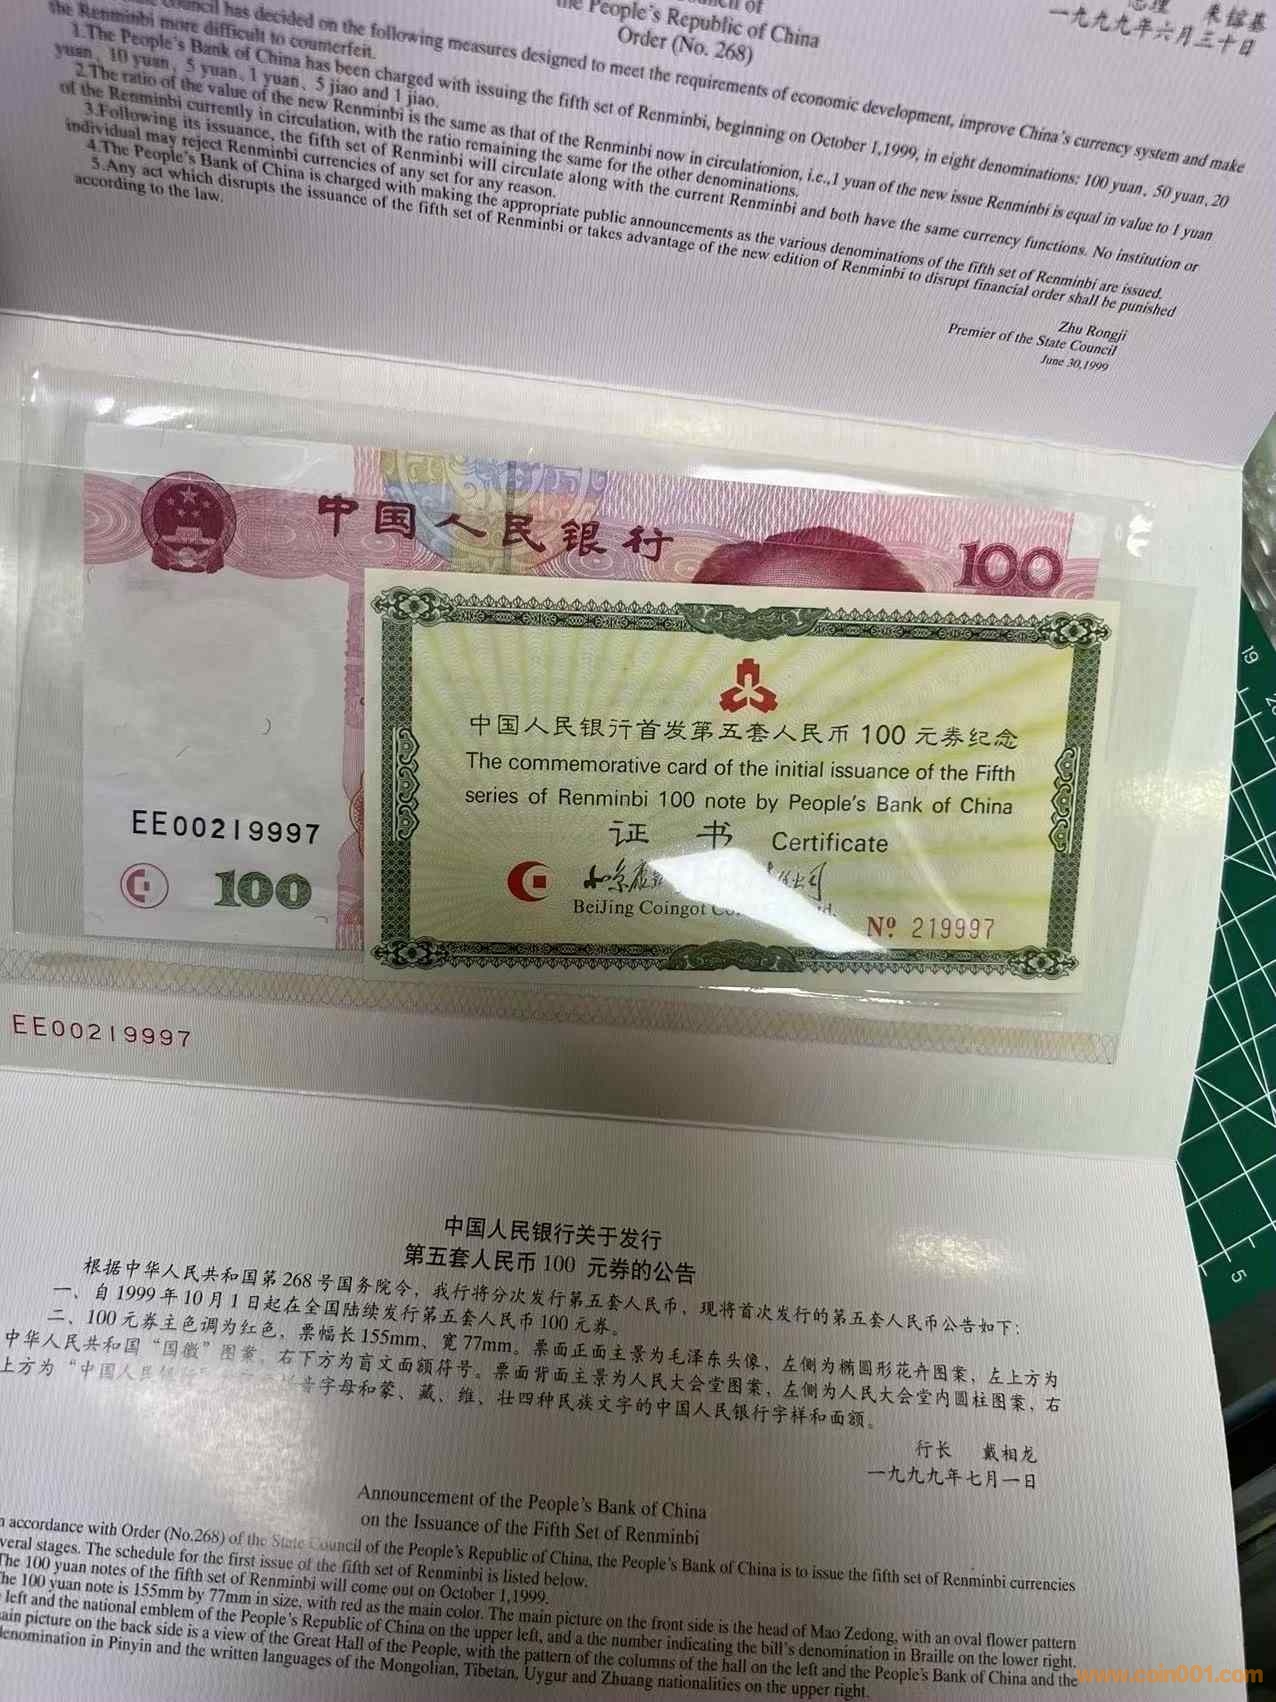 Council of
the People's Republic of China
Order (No. 268)
总理 朱镕基
一九九九年六月三十日
Council has decided on the following measures designed to meet the requirements of economic development, improve China's currency system and make
the Renminbi more difficult to counterfeit.
1.The People's Bank of China has been charged with issuing the fifth set of Renminbi, beginning on October 1,1999, in eight denominations: 100 yuan、50 yuan、20
yuan、10 yuan、5 yuan、1 yuan、5 jiao and 1 jiao.
2.The ratio of the value of the new Renminbi is the same as that of the Renminbi now in circulationion, i.e.,1 yuan of the new issue Renminbi is equal in value to 1 yuan
of the Renminbi currently in circulation, with the ratio remaining the same for the other denominations.
3.Following its issuance, the fifth set of Renminbi will circulate along with the current Renminbi and both have the same currency functions. No institution or
individual may reject Renminbi currencies of any set for any reason.
4.The People's Bank of China is charged with making the appropriate public announcements as the various denominations of the fifth set of Renminbi are issued.
5.Any act which disrupts the issuance of the fifth set of Renminbi or takes advantage of the new edition of Renminbi to disrupt financial order shall be punished
according to the law.
Zhu Rongji
Premier of the State Council
June 30,1999
中国人民银行
100
中国人民银行首发第五套人民币 100 元券纪念
The commemorative card of the initial issuance of the Fifth
series of Renminbi 100 note by People's Bank of China
证 书 Certificate
BeiJing Coingot
№ 219997
EE00219997
100
EE00219997
19
5
中国人民银行关于发行
第五套人民币 100 元券的公告
根据中华人民共和国第 268 号国务院令，我行将分次发行第五套人民币，现将首次发行的第五套人民币公告如下：
一、自 1999 年 10 月 1 日起在全国陆续发行第五套人民币 100 元券。
二、100 元券主色调为红色，票幅长 155mm、宽 77mm。票面正面主景为毛泽东头像，左侧为椭圆形花卉图案，左上方为
中华人民共和国“国徽”图案，右下方为盲文面额符号。票面背面主景为人民大会堂图案，左侧为人民大会堂内圆柱图案，右
上方为“中国人民银 音字母和蒙、藏、维、壮四种民族文字的中国人民银行字样和面额。
行长 戴相龙
一九九九年七月一日
Announcement of the People's Bank of China
on the Issuance of the Fifth Set of Renminbi
n accordance with Order (No.268) of the State Council of the People's Republic of China, the People's Bank of China is to issue the fifth set of Renminbi currencies
veral stages. The schedule for the first issue of the fifth set of Renminbi is listed below.
The 100 yuan notes of the fifth set of Renminbi will come out on October 1,1999.
he 100 yuan note is 155mm by 77mm in size, with red as the main color. The main picture on the front side is the head of Mao Zedong, with an oval flower pattern
left and the national emblem of the People's Republic of China on the upper left, and a the number indicating the bill's denomination in Braille on the lower right.
ain picture on the back side is a view of the Great Hall of the People, with the pattern of the columns of the hall on the left and the People's Bank of China and the
denomination in Pinyin and the written languages of the Mongolian, Tibetan, Uygur and Zhuang nationalities on the upper right.
www.coin001.com